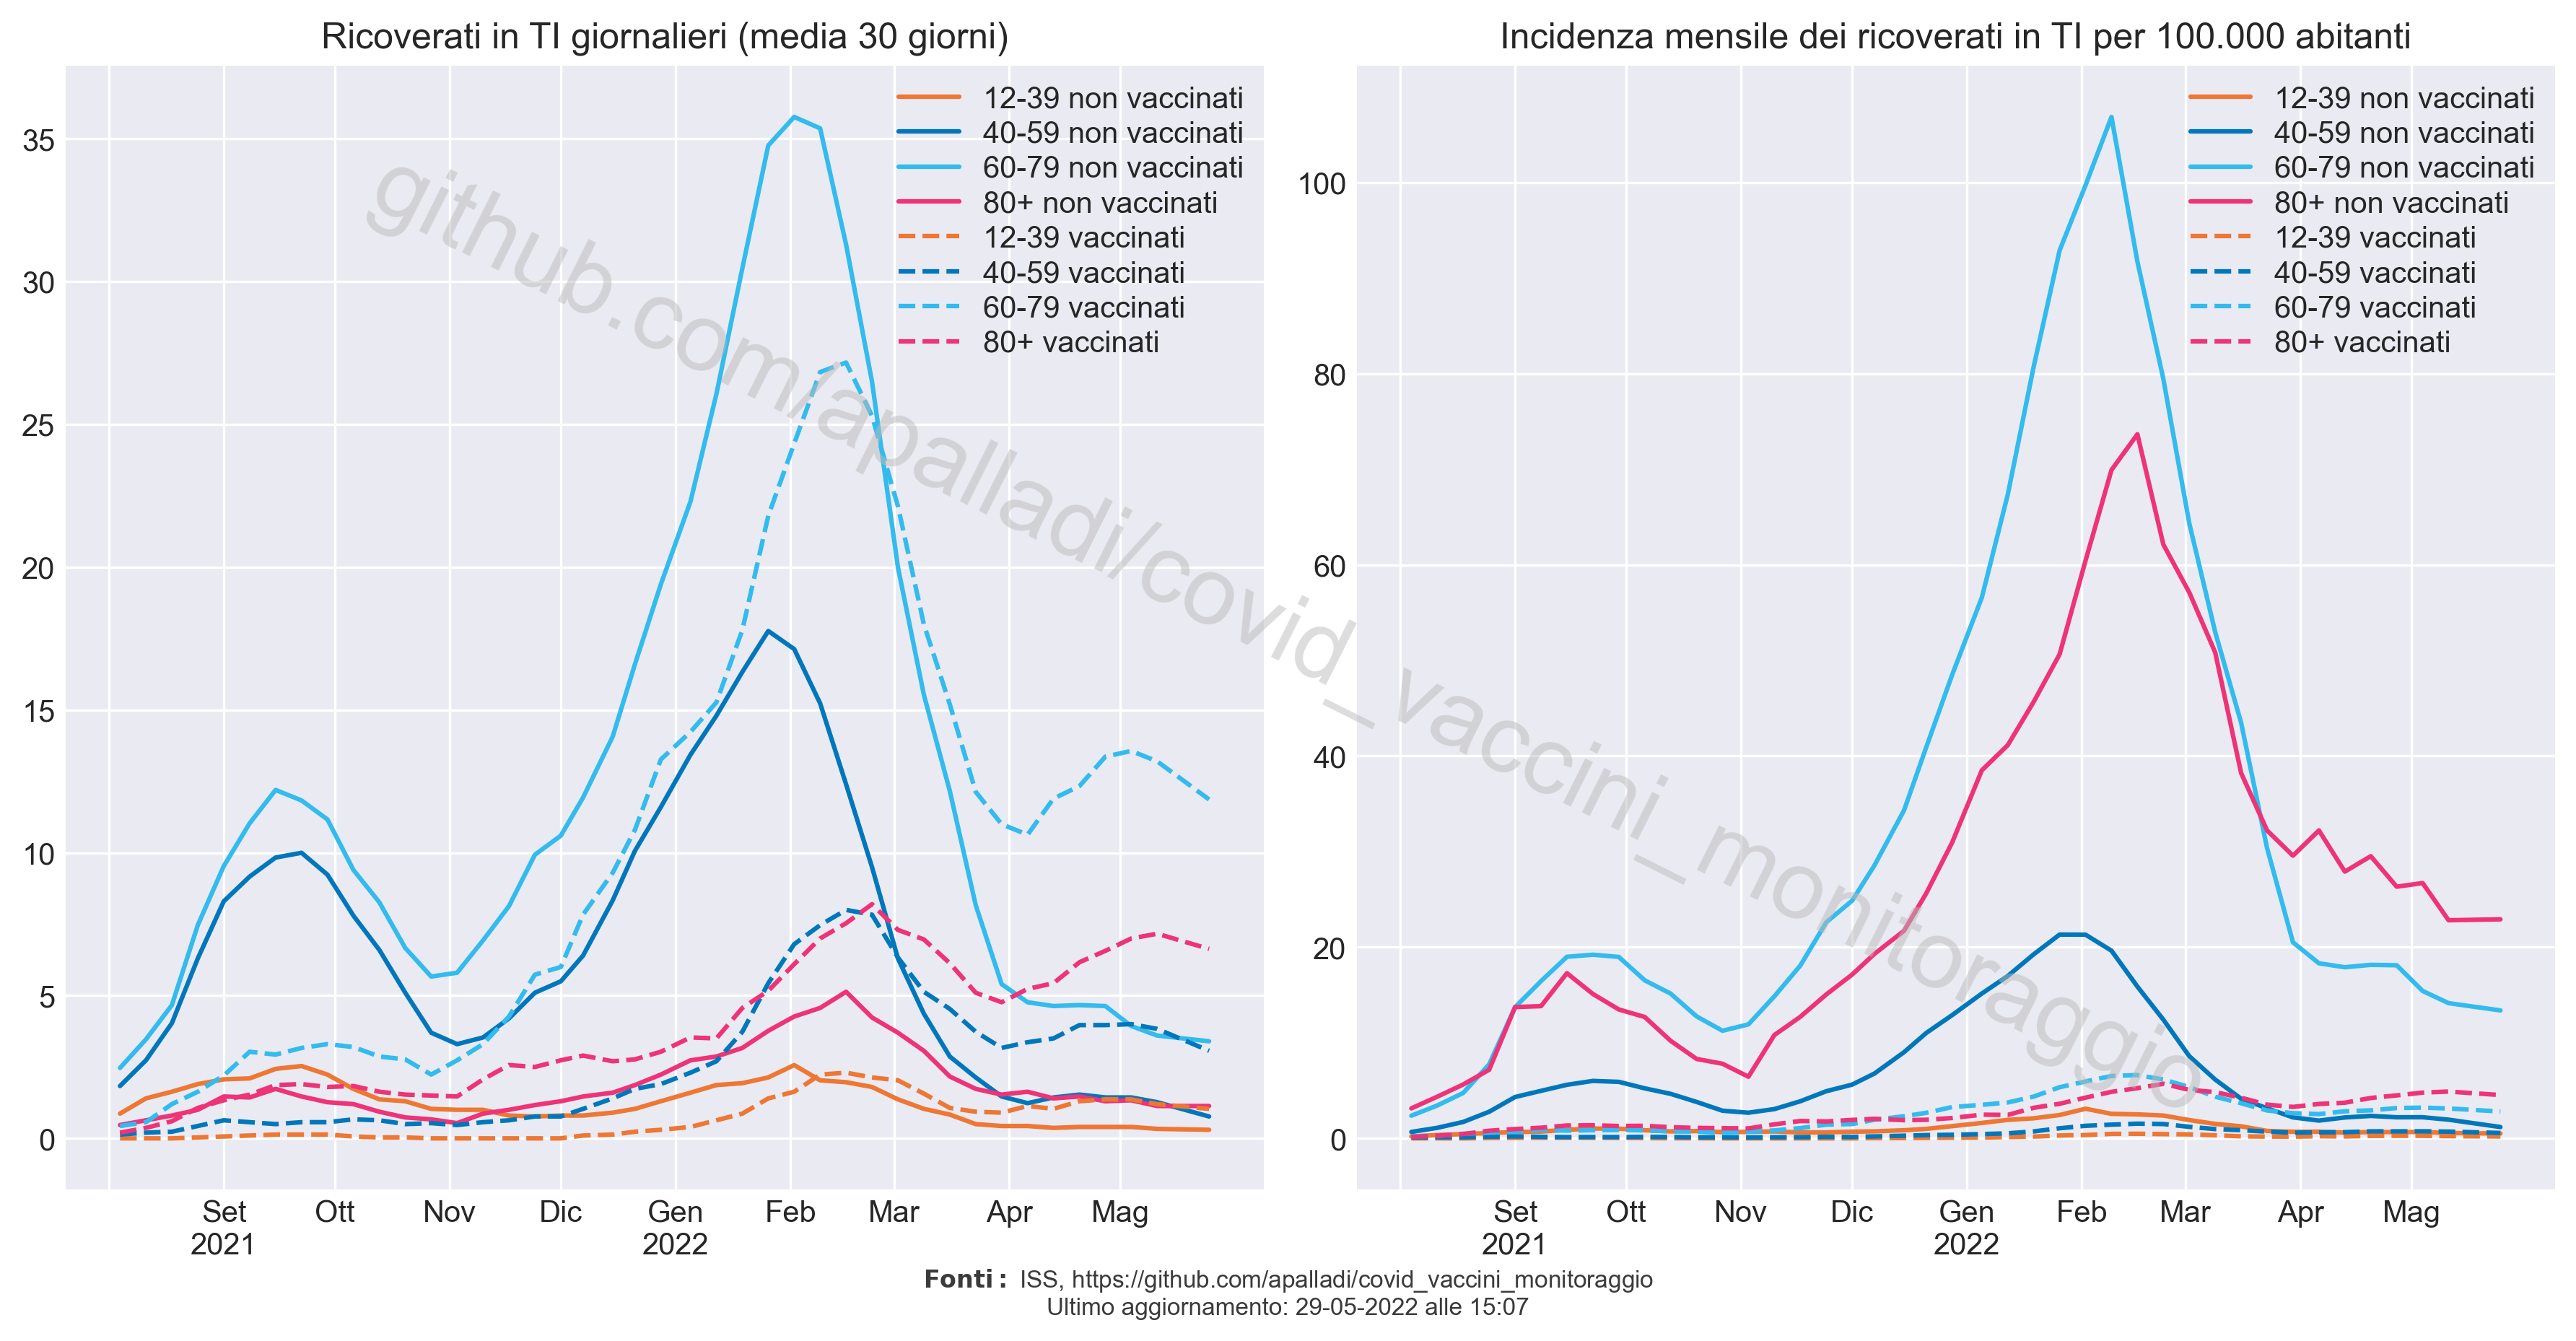 Ricoverati in TI giornalieri (media 30 giorni)
35
30
25
20
15
10
5
0
Set
2021
Ott
Nov
Dic
Gen
2022
Feb
Mar
Apr
Mag
12-39 non vaccinati
40-59 non vaccinati
60-79 non vaccinati
80+ non vaccinati
12-39 vaccinati
40-59 vaccinati
60-79 vaccinati
80+ vaccinati
Incidenza mensile dei ricoverati in TI per 100.000 abitanti
100
80
60
40
20
0
Set
2021
Ott
Nov
Dic
Gen
2022
Feb
Mar
Apr
Mag
12-39 non vaccinati
40-59 non vaccinati
60-79 non vaccinati
80+ non vaccinati
12-39 vaccinati
40-59 vaccinati
60-79 vaccinati
80+ vaccinati
github.com/apalladi/covid_vaccini_monitoraggio
Fonti: ISS, https://github.com/apalladi/covid_vaccini_monitoraggio
Ultimo aggiornamento: 29-05-2022 alle 15:07